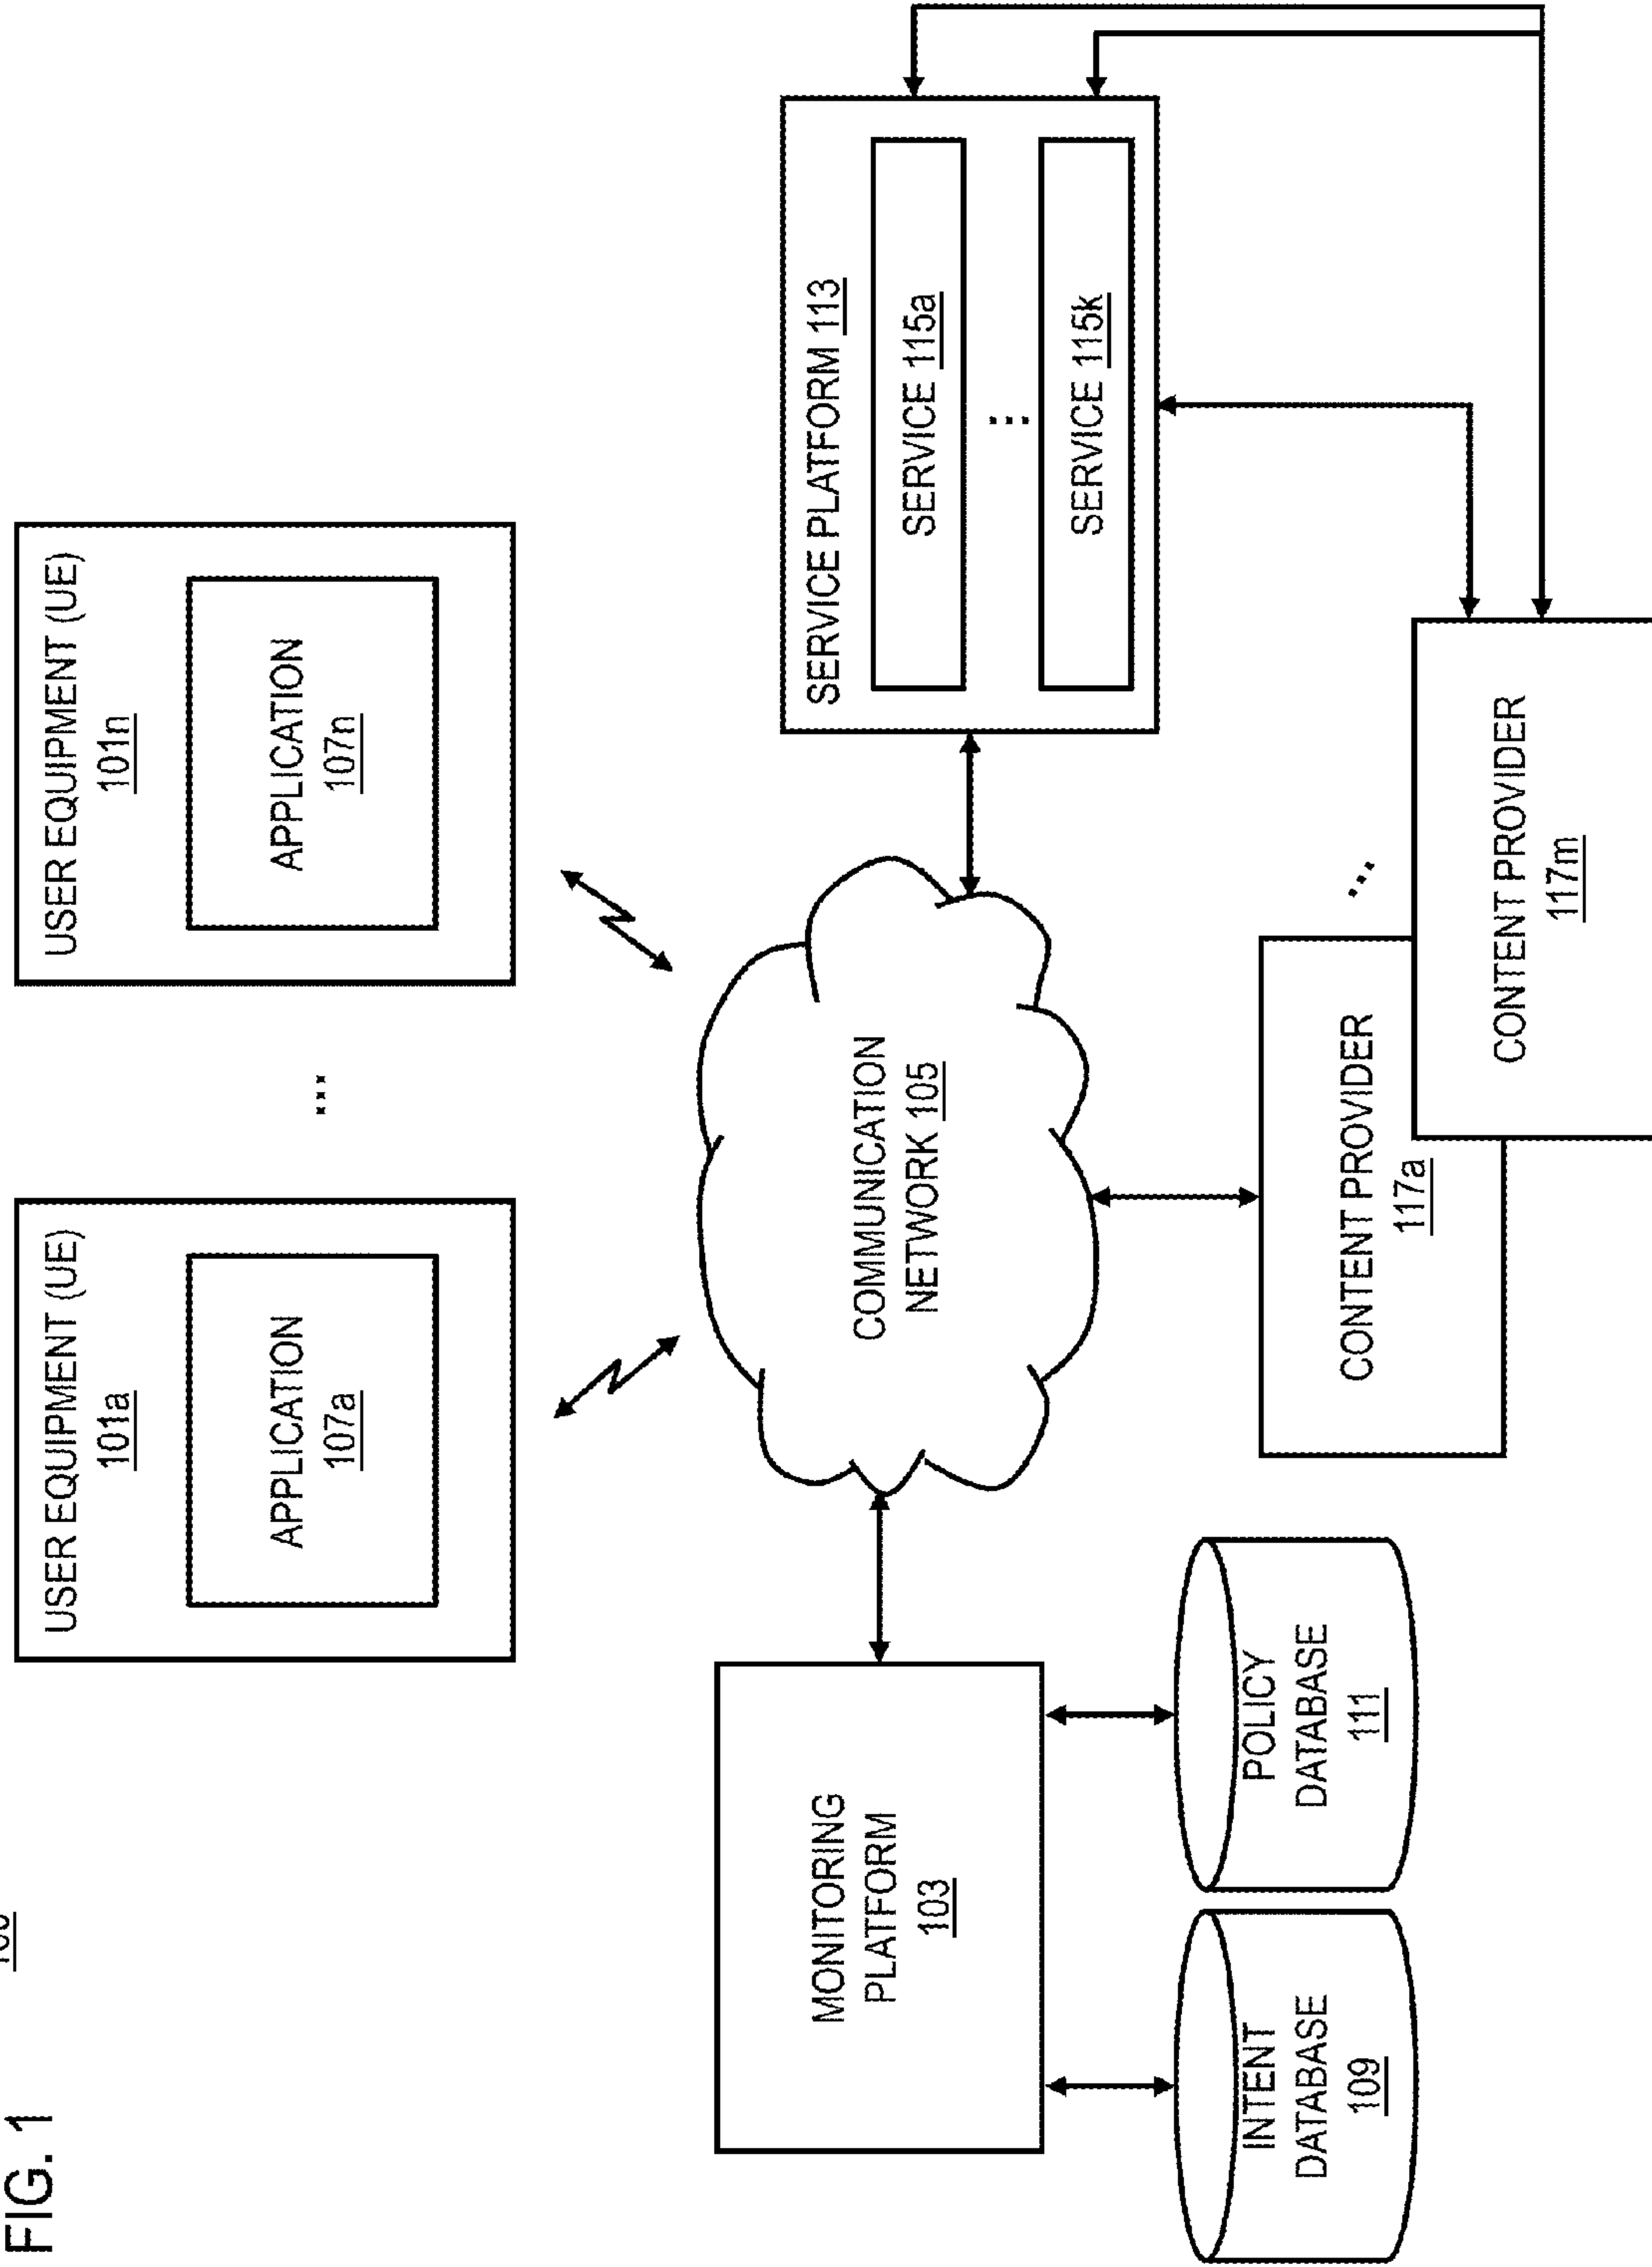 FIG. 1
USER EQUIPMENT (UE)
101a
APPLICATION
107a
...
USER EQUIPMENT (UE)
101n
APPLICATION
107n
MONITORING
PLATFORM
103
COMMUNICATION
NETWORK 105
SERVICE PLATFORM 113
SERVICE 115a
...
SERVICE 115k
INTENT
DATABASE
109
POLICY
DATABASE
111
CONTENT PROVIDER
117a
...
CONTENT PROVIDER
117m